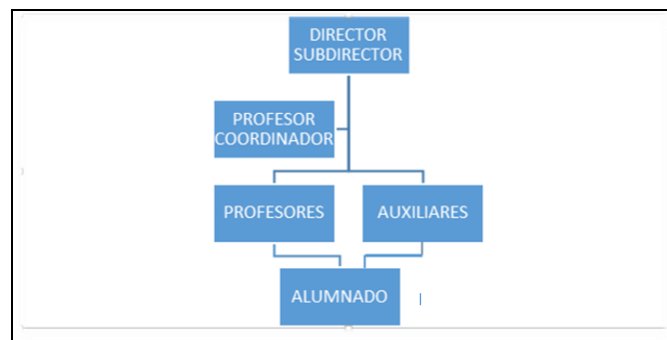 DIRECTOR
SUBDIRECTOR
PROFESOR
COORDINADOR
PROFESORES
AUXILIARES
ALUMNADO